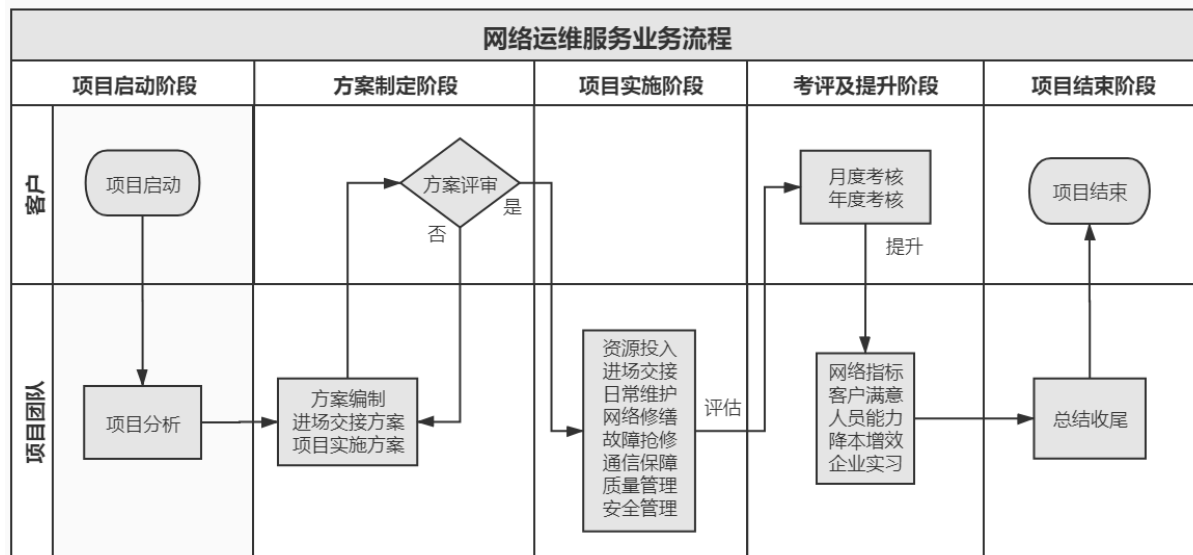 网络运维服务业务流程
项目启动阶段
方案制定阶段
项目实施阶段
考评及提升阶段
项目结束阶段
客户
项目启动
方案评审
是
否
月度考核
年度考核
提升
项目结束
项目团队
项目分析
方案编制
进场交接方案
项目实施方案
资源投入
进场交接
日常维护
网络修缮
故障抢修
通信保障
质量管理
安全管理
评估
网络指标
客户满意
人员能力
降本增效
企业实习
总结收尾